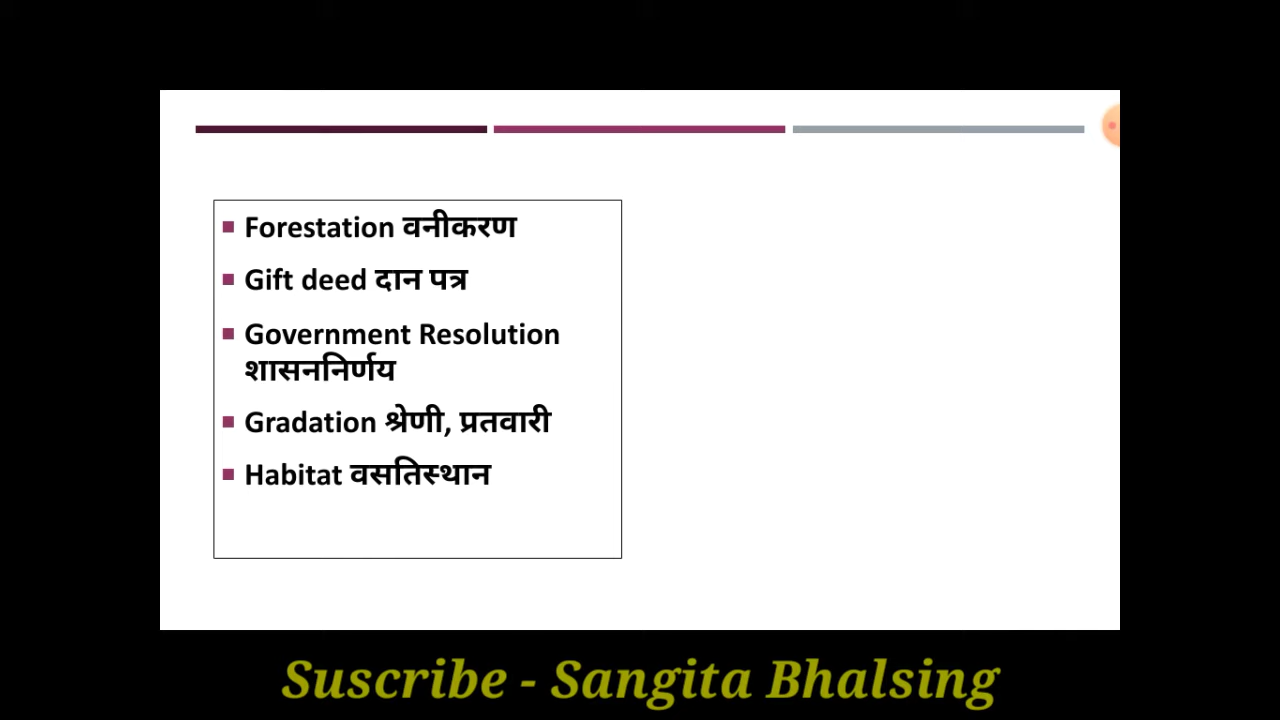 Forestation वनीकरण
Gift deed दान पत्र
Government Resolution
शासननिर्णय
Gradation श्रेणी, प्रतवारी
Habitat वसतिस्थान
Suscribe - Sangita Bhalsing